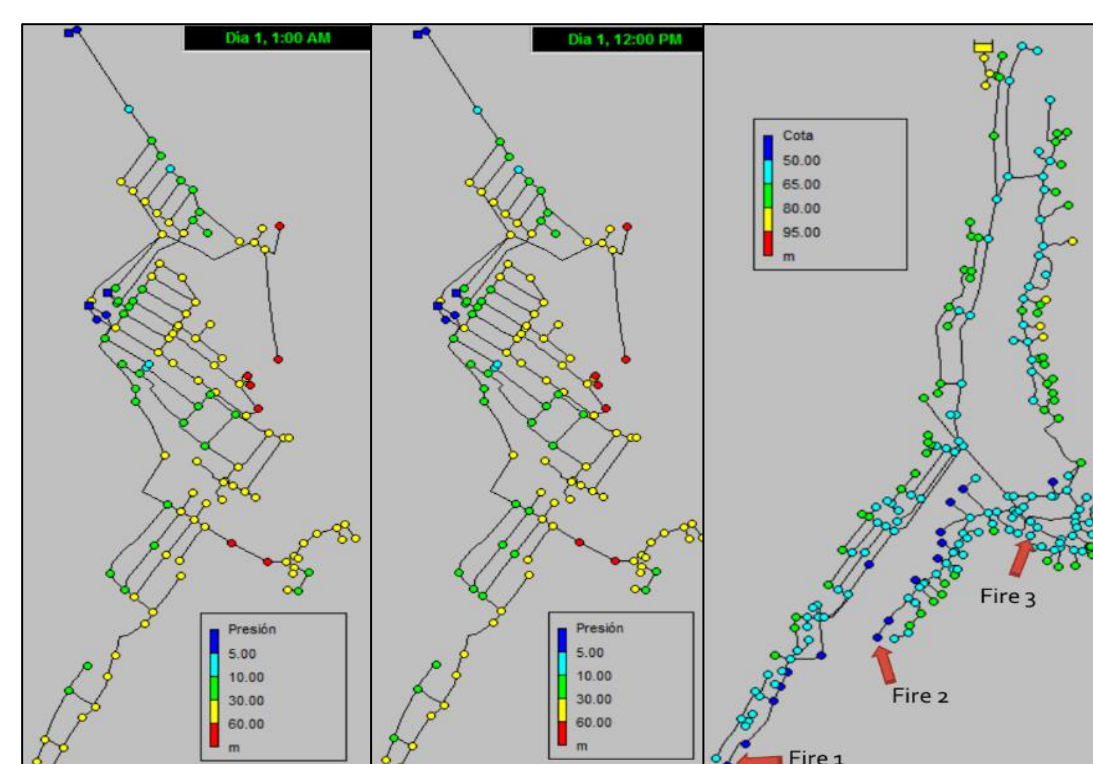 Dia 1, 1:00 AM
Presión
5.00
10.00
30.00
60.00
m
Dia 1, 12:00 PM
Presión
5.00
10.00
30.00
60.00
m
Cota
50.00
65.00
80.00
95.00
m
Fire 3
Fire 2
Fire 1